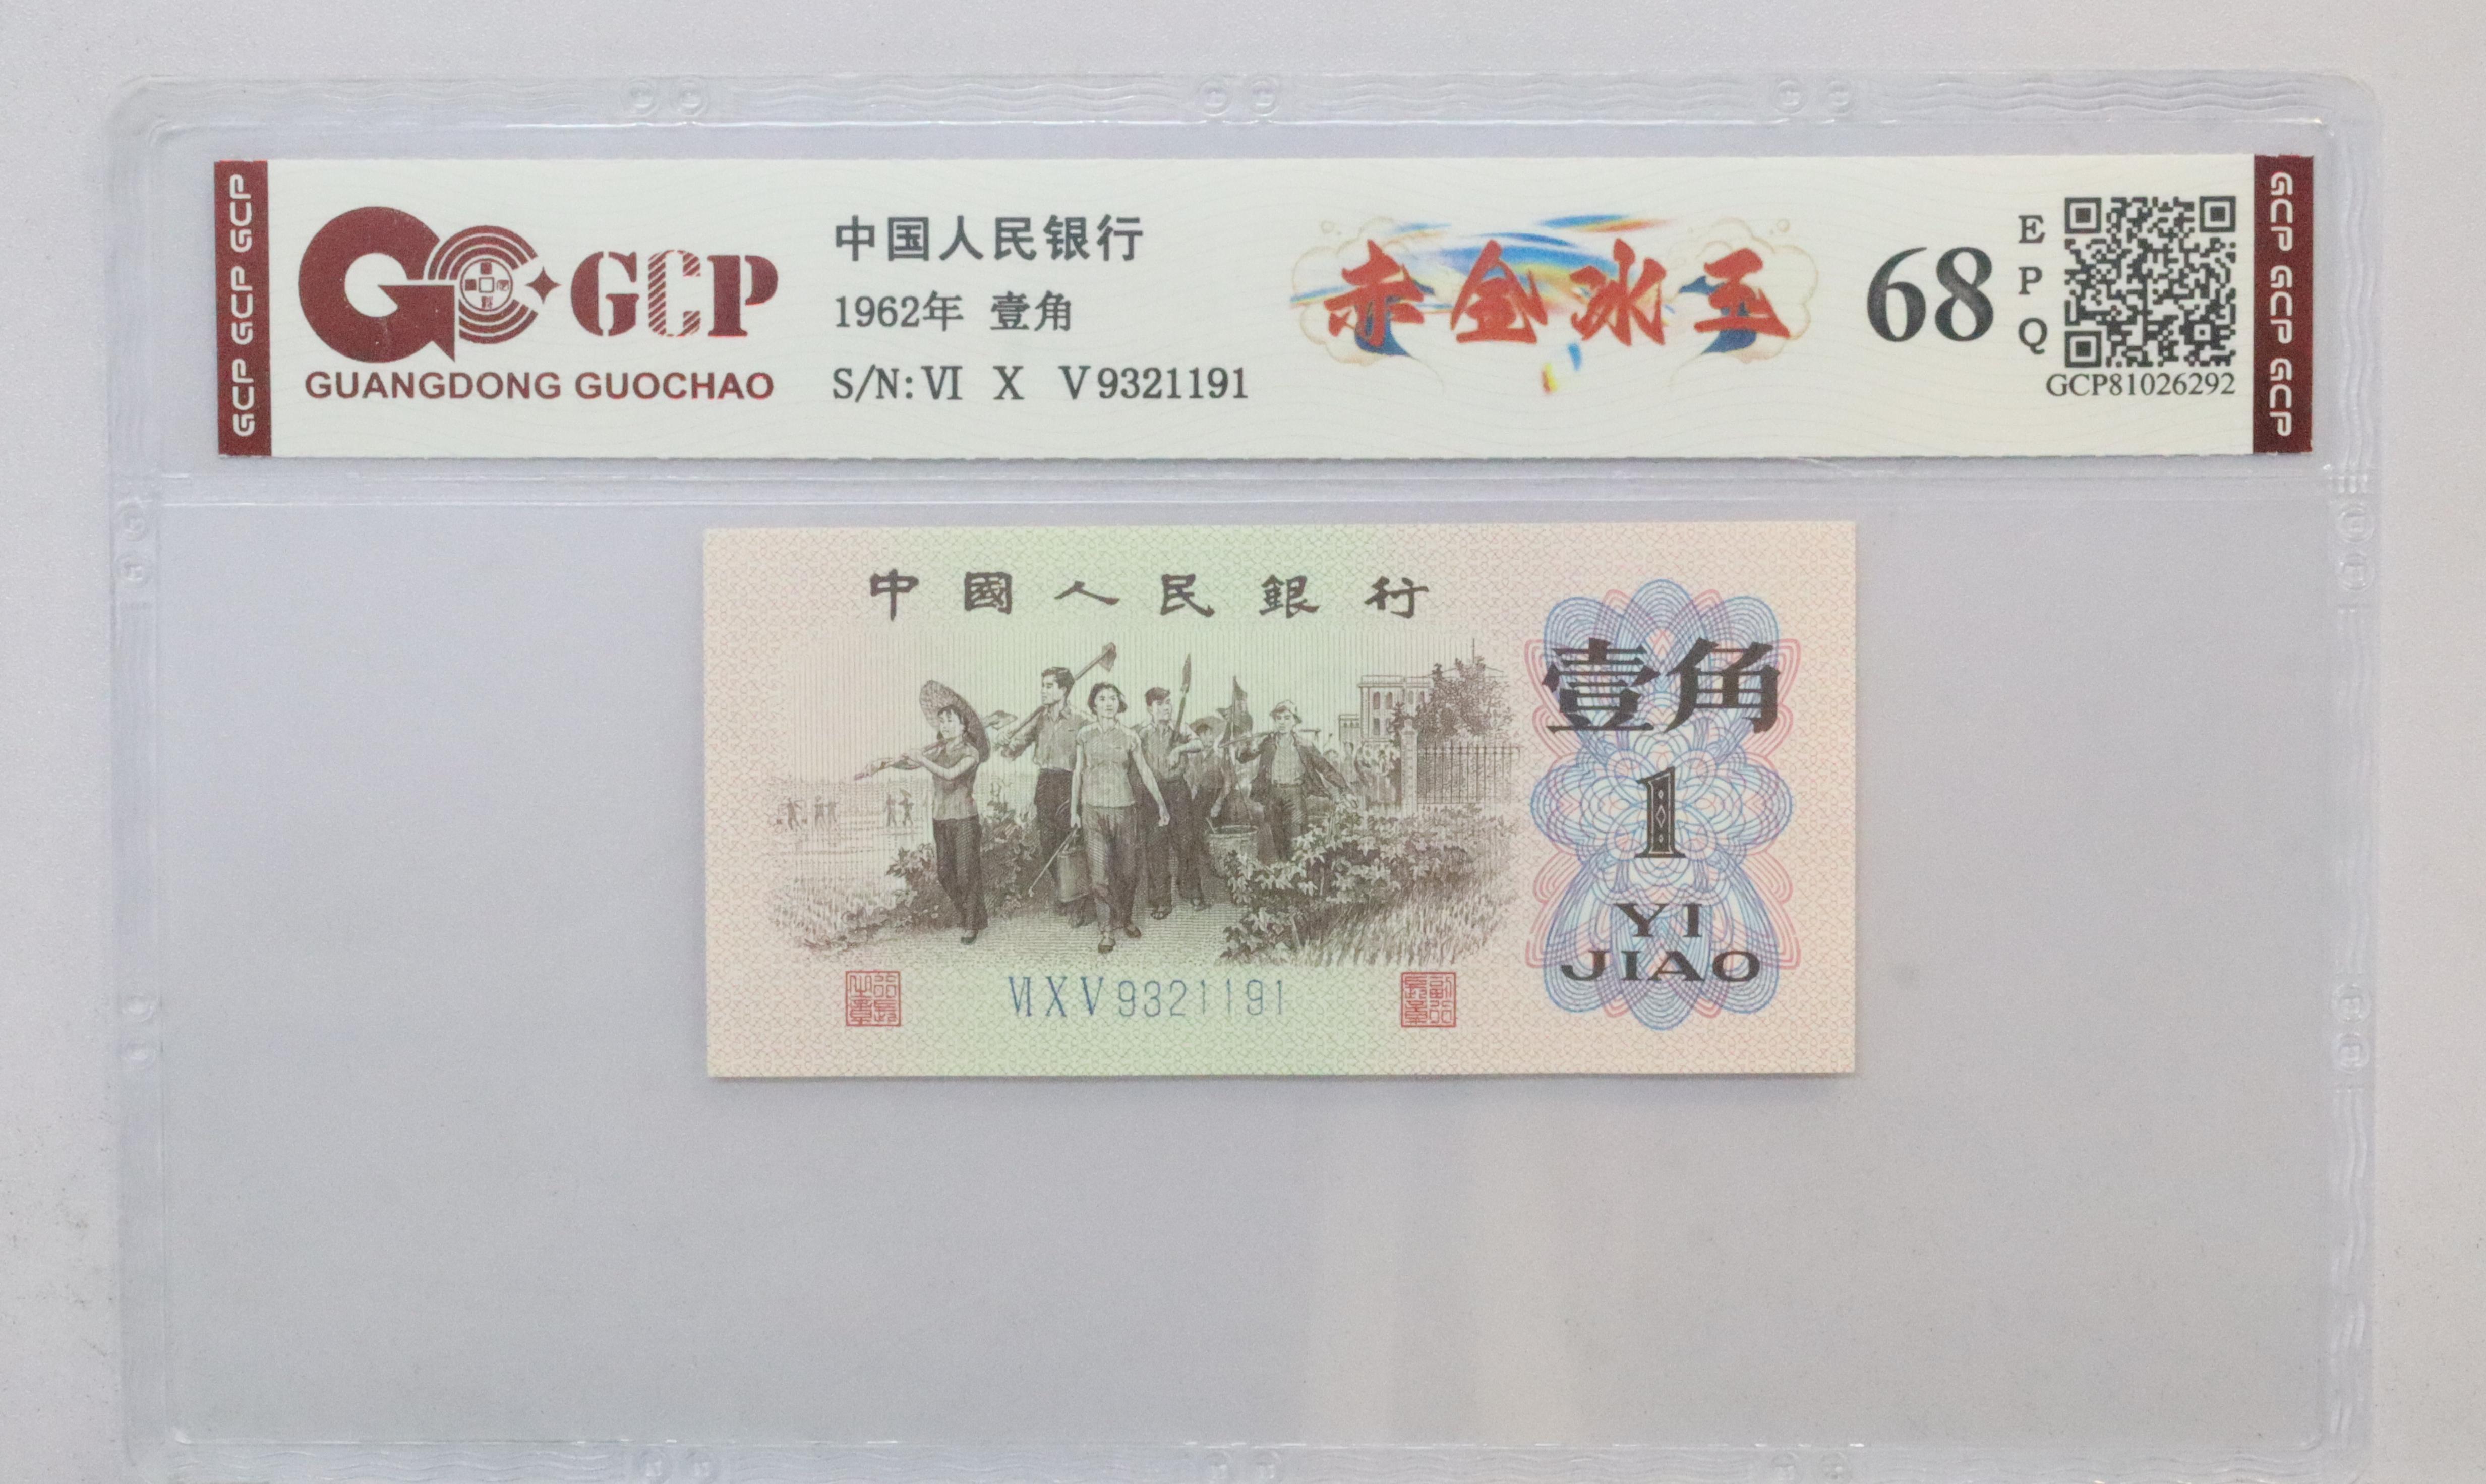 GCP GCP GCP
GCP
GUANGDONG GUOCHAO
中国人民银行
1962年 壹角
S/N: VI X V 9321191
赤金冰王
68
E
P
Q
GCP81026292
GCP GCP GCP
中國人民銀行
壹角
1
YI
JIAO
VI X V 9321191